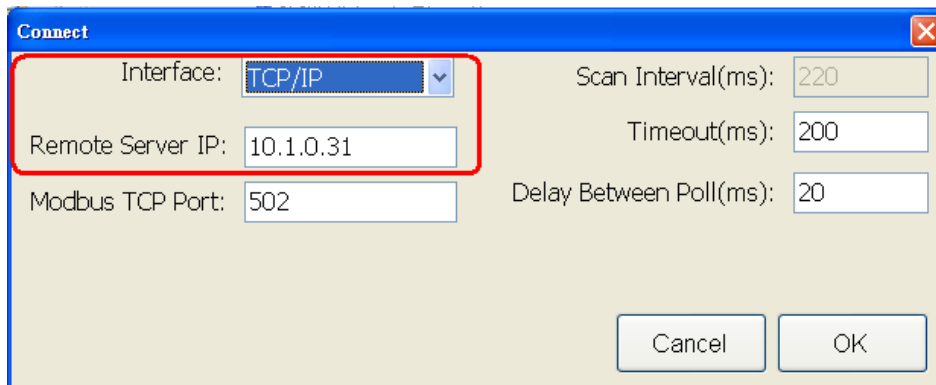 Connect
Interface: TCP/IP
Scan Interval(ms): 220
Remote Server IP: 10.1.0.31
Timeout(ms): 200
Modbus TCP Port: 502
Delay Between Poll(ms): 20
Cancel
OK